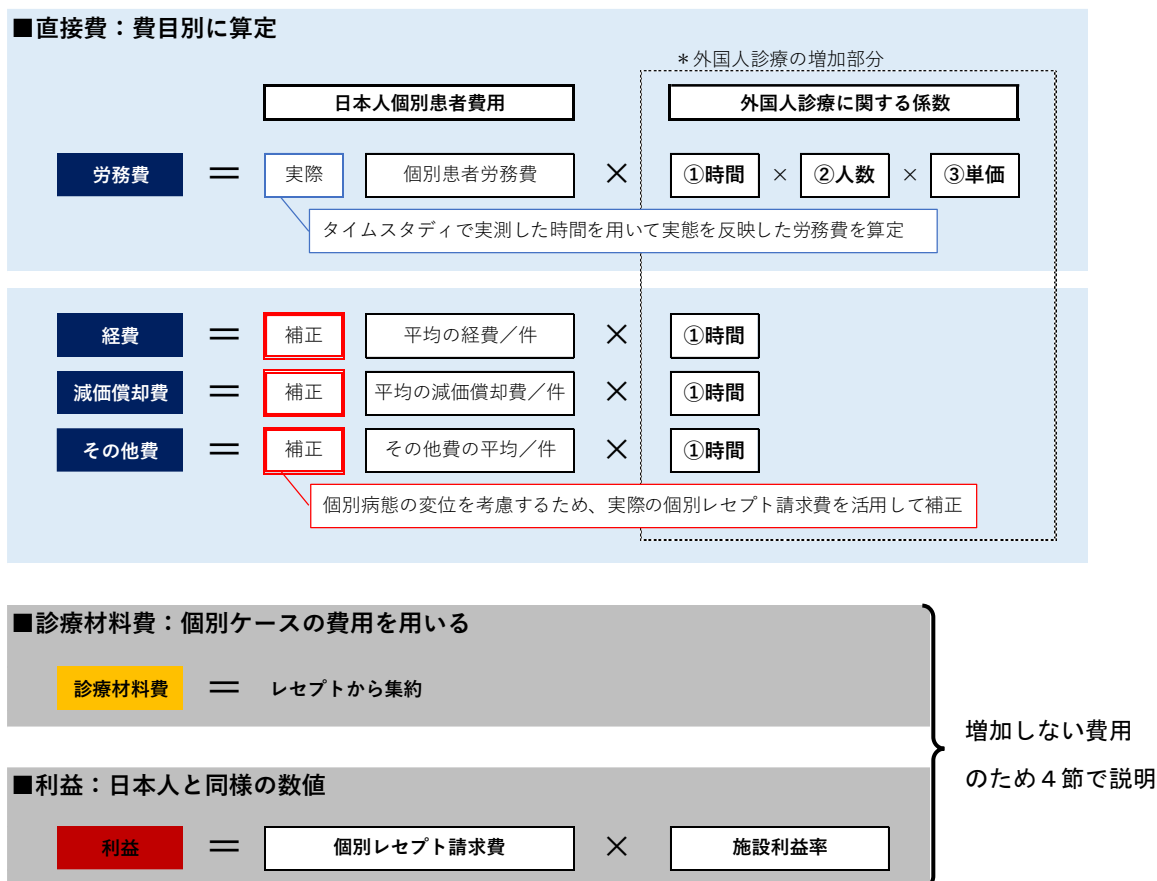 ■直接費：費目別に算定
＊外国人診療の増加部分
日本人個別患者費用 外国人診療に関する係数
労務費 ＝ 実際 個別患者労務費 × ①時間 × ②人数 × ③単価
タイムスタディで実測した時間を用いて実態を反映した労務費を算定
経費 ＝ 補正 平均の経費／件 × ①時間
減価償却費 ＝ 補正 平均の減価償却費／件 × ①時間
その他費 ＝ 補正 その他費の平均／件 × ①時間
個別病態の変位を考慮するため、実際の個別レセプト請求費を活用して補正
■診療材料費：個別ケースの費用を用いる
診療材料費 ＝ レセプトから集約
増加しない費用
のため４節で説明
■利益：日本人と同様の数値
利益 ＝ 個別レセプト請求費 × 施設利益率